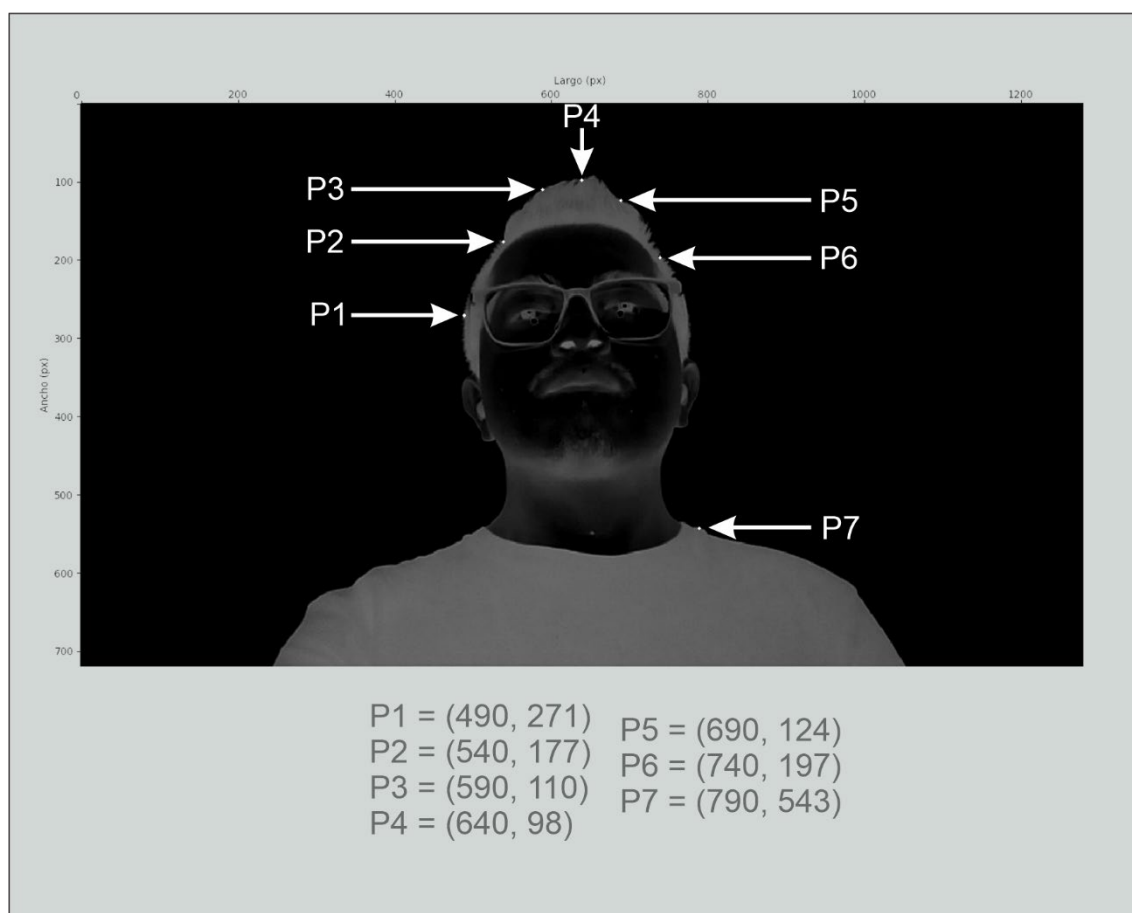 Largo (px)
0 200 400 600 800 1000 1200
P4
P3
P5
P2
P6
P1
P7
Ancho (px)
100
200
300
400
500
600
700
P1 = (490, 271)
P2 = (540, 177)
P3 = (590, 110)
P4 = (640, 98)
P5 = (690, 124)
P6 = (740, 197)
P7 = (790, 543)